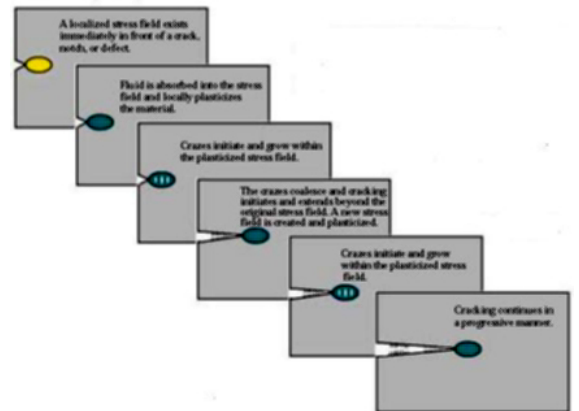 A localized stress field exists
immediately in front of a crack,
notch, or defect.
Fluid is absorbed into the stress
field and locally plasticizes
the material.
Crazes initiate and grow within
the plasticized stress field.
The crazes coalesce and cracking
initiates and extends beyond the
original stress field. A new stress
field is created and plasticized.
Crazes initiate and grow
within the plasticized stress
field.
Cracking continues in
a progressive manner.